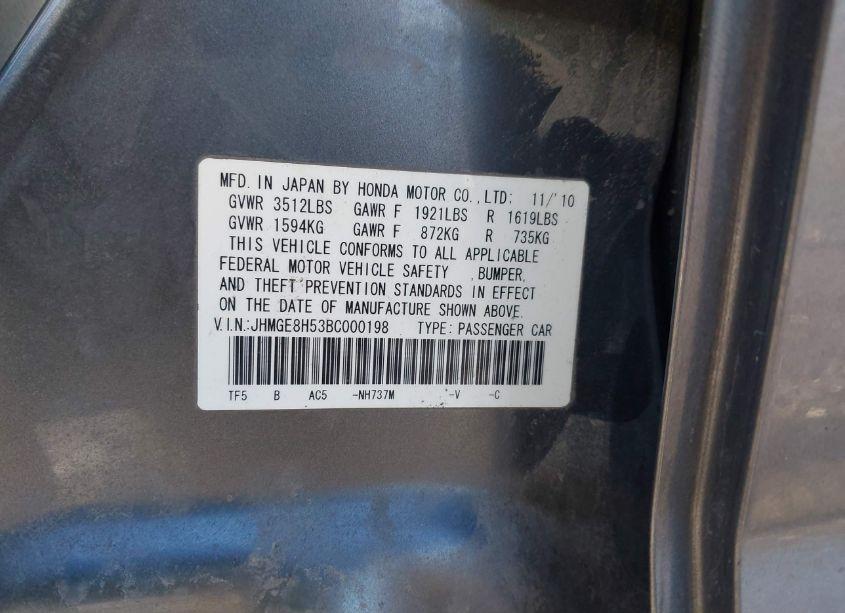 MFD. IN JAPAN BY HONDA MOTOR CO.,LTD: 11/'10
GVWR 3512LBS GAWR F 1921LBS R 1619LBS
GVWR 1594KG GAWR F 872KG R 735KG
THIS VEHICLE CONFORMS TO ALL APPLICABLE
FEDERAL MOTOR VEHICLE SAFETY ,BUMPER,
AND THEFT PREVENTION STANDARDS IN EFFECT
ON THE DATE OF MANUFACTURE SHOWN ABOVE.
V.I.N:JHMGE8H53BC000198 TYPE: PASSENGER CAR
TF5 B AC5 -NH737M -V -C